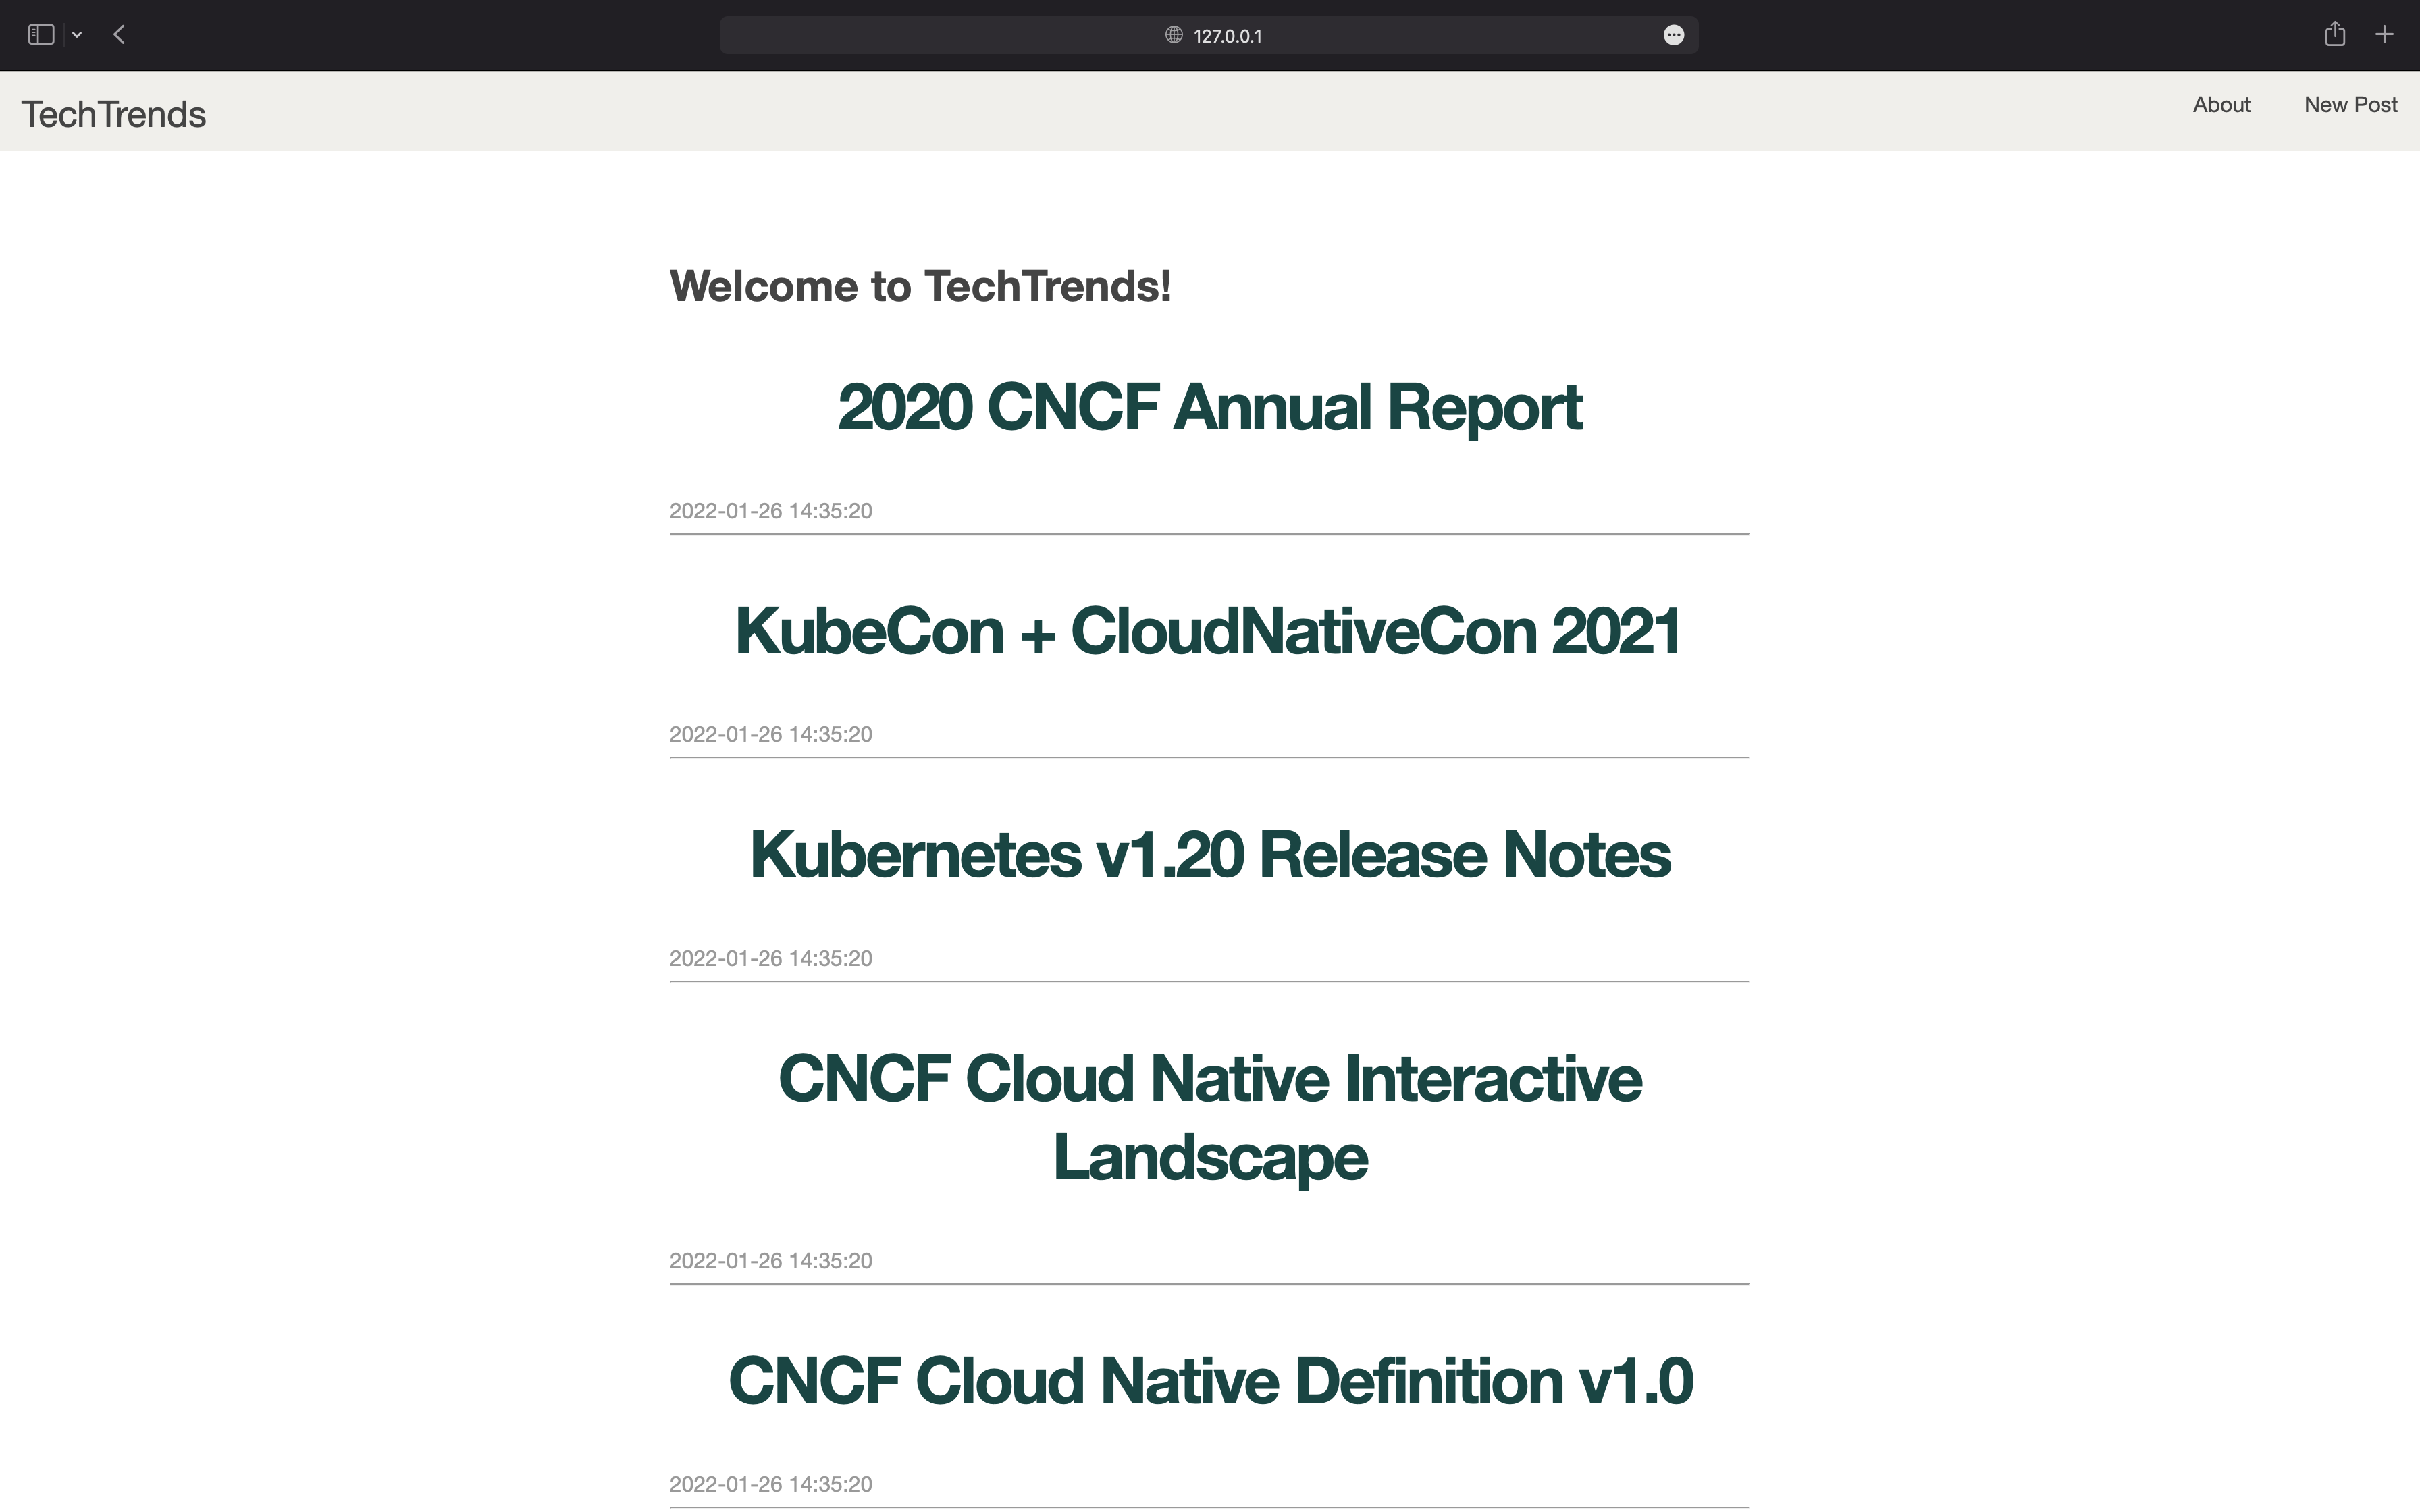 127.0.0.1
TechTrends
About
New Post
Welcome to TechTrends!
2020 CNCF Annual Report
2022-01-26 14:35:20
KubeCon + CloudNativeCon 2021
2022-01-26 14:35:20
Kubernetes v1.20 Release Notes
2022-01-26 14:35:20
CNCF Cloud Native Interactive
Landscape
2022-01-26 14:35:20
CNCF Cloud Native Definition v1.0
2022-01-26 14:35:20